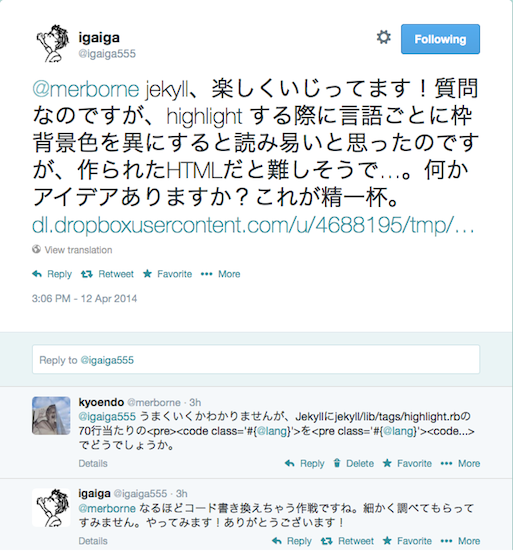 igaiga
@igaiga555
Following
@merborne jekyll、楽しくいじってます！質問
なのですが、highlight する際に言語ごとに枠
背景色を異にすると読み易いと思ったのです
が、作られたHTMLだと難しそうで…。何か
アイデアありますか？これが精一杯。
dl.dropboxusercontent.com/u/4688195/tmp/…
View translation
Reply Retweet Favorite More
3:06 PM - 12 Apr 2014
Reply to @igaiga555
kyoendo @merborne · 3h
@igaiga555 うまくいくかわかりませんが、Jekyllにjekyll/lib/tags/highlight.rbの
70行当たりの<pre><code class='#{@lang}'>を<pre class='#{@lang}'><code...>
でどうでしょうか。
Details Reply Delete Favorite More
igaiga @igaiga555 · 3h
@merborne なるほどコード書き換えちゃう作戦ですね。細かく調べてもらって
すみません。やってみます！ありがとうございます！
Details Reply Retweet Favorite More